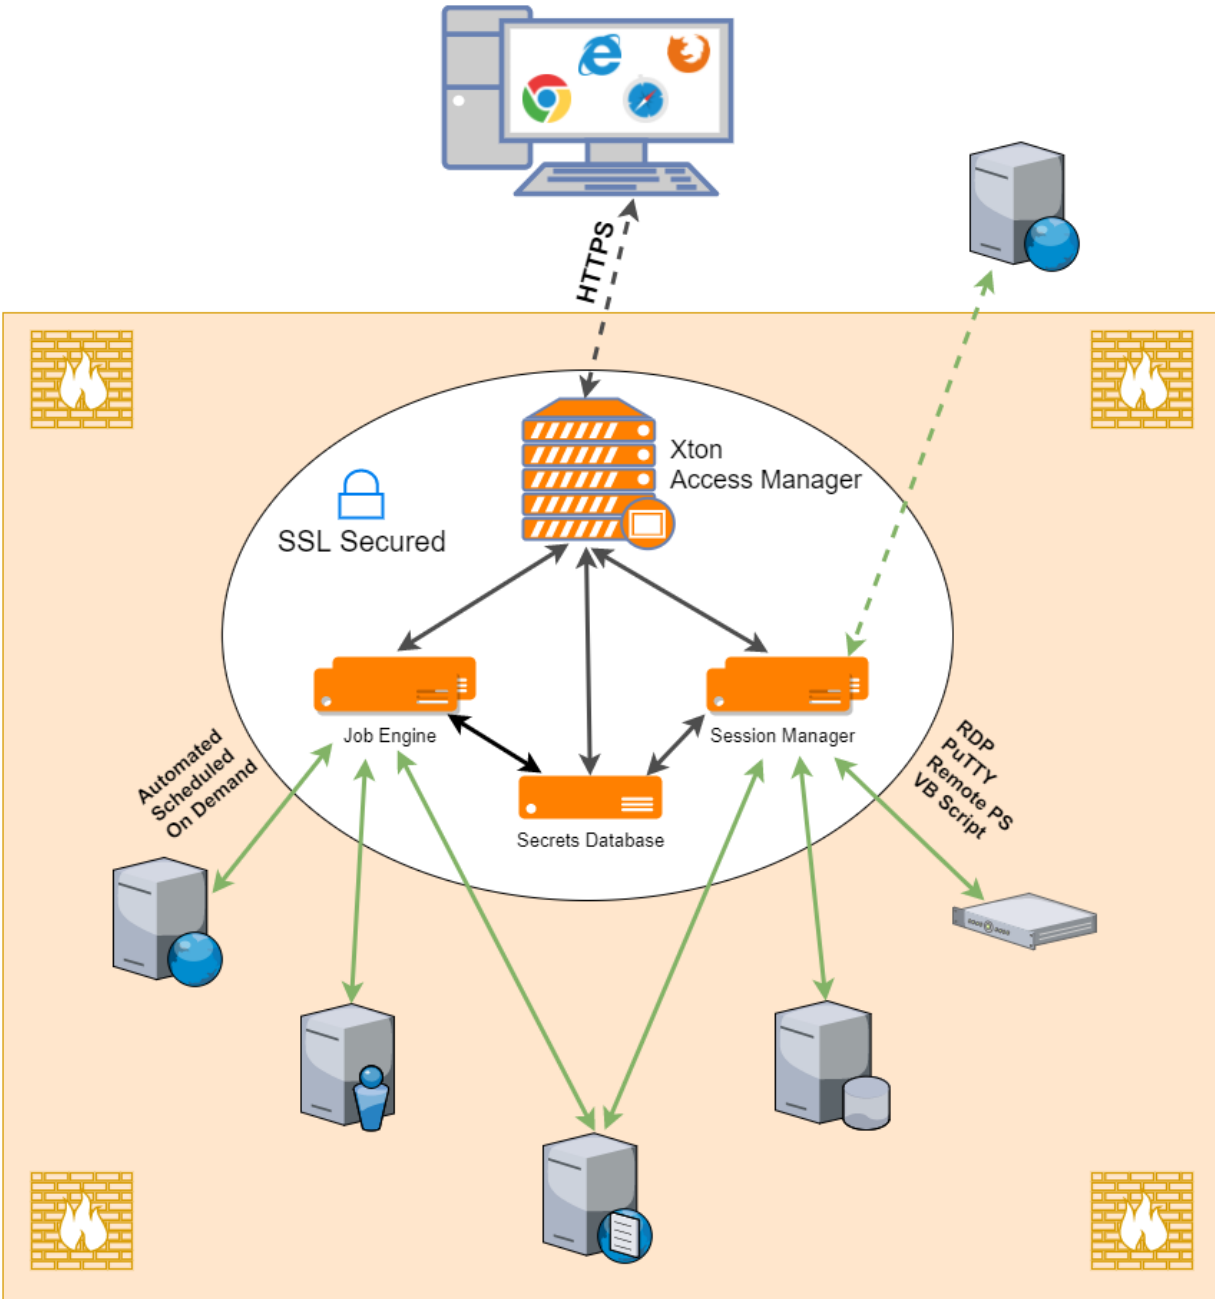 HTTPS
Xton
Access Manager
SSL Secured
Job Engine
Session Manager
Secrets Database
Automated
Scheduled
On Demand
RDP
PuTTY
Remote PS
VB Script